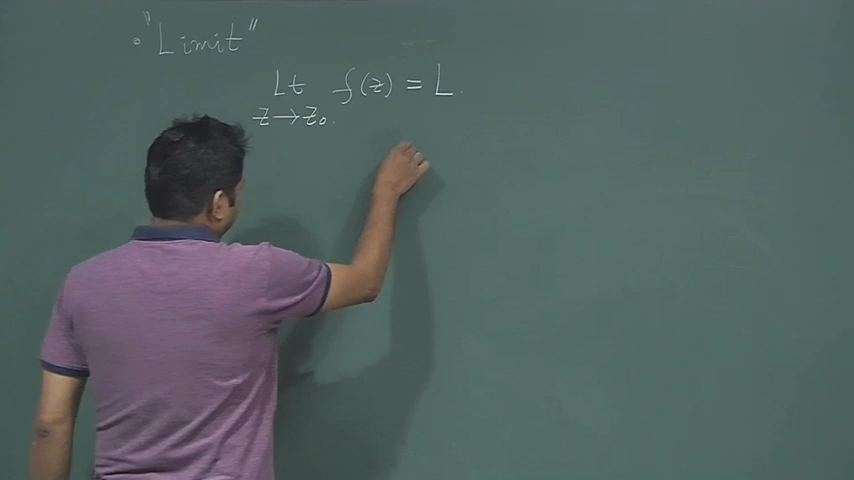 • "Limit"
Lt f(z) = L.
z→z₀.